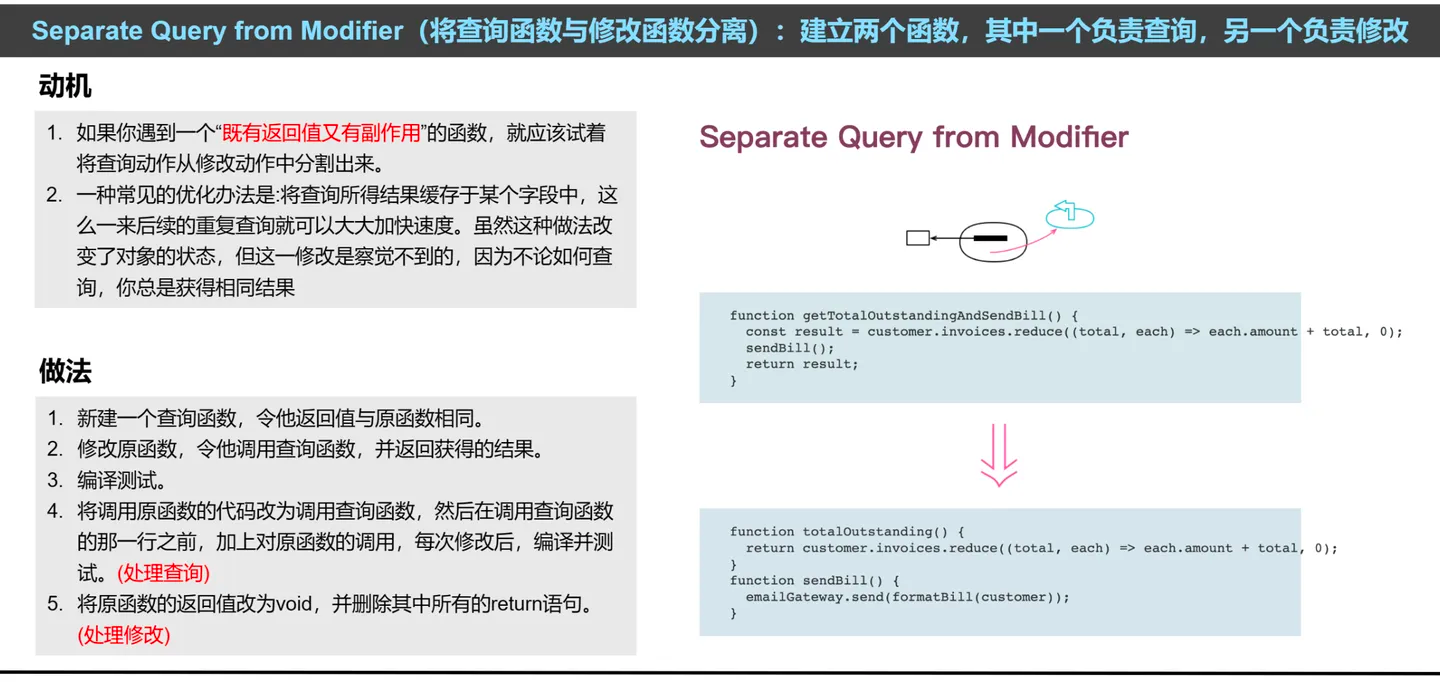 Separate Query from Modifier（将查询函数与修改函数分离）：建立两个函数，其中一个负责查询，另一个负责修改
动机
1. 如果你遇到一个“既有返回值又有副作用”的函数，就应该试着
将查询动作从修改动作中分割出来。
2. 一种常见的优化办法是:将查询所得结果缓存于某个字段中，这
么一来后续的重复查询就可以大大加快速度。虽然这种做法改
变了对象的状态，但这一修改是察觉不到的，因为不论如何查
询，你总是获得相同结果
做法
1. 新建一个查询函数，令他返回值与原函数相同。
2. 修改原函数，令他调用查询函数，并返回获得的结果。
3. 编译测试。
4. 将调用原函数的代码改为调用查询函数，然后在调用查询函数
的那一行之前，加上对原函数的调用，每次修改后，编译并测
试。(处理查询)
5. 将原函数的返回值改为void，并删除其中所有的return语句。
(处理修改)
Separate Query from Modifier
function getTotalOutstandingAndSendBill() {
const result = customer.invoices.reduce((total, each) => each.amount + total, 0);
sendBill();
return result;
}
function totalOutstanding() {
return customer.invoices.reduce((total, each) => each.amount + total, 0);
}
function sendBill() {
emailGateway.send(formatBill(customer));
}